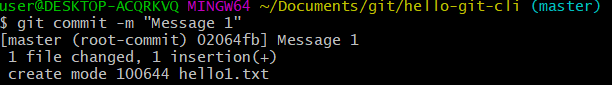 user@DESKTOP-ACQRKVQ MINGW64 ~/Documents/git/hello-git-cli (master)
$ git commit -m "Message 1"
[master (root-commit) 02064fb] Message 1
 1 file changed, 1 insertion(+)
 create mode 100644 hello1.txt